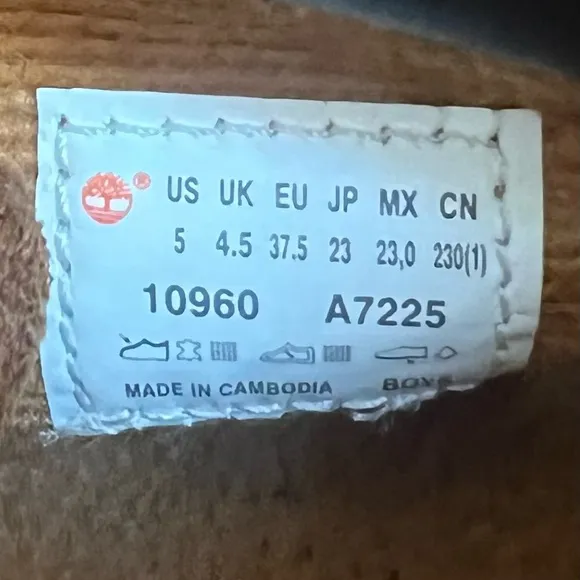 ® US UK EU JP MX CN
5 4.5 37.5 23 23,0 230(1)
10960 A7225
MADE IN CAMBODIA BOYS